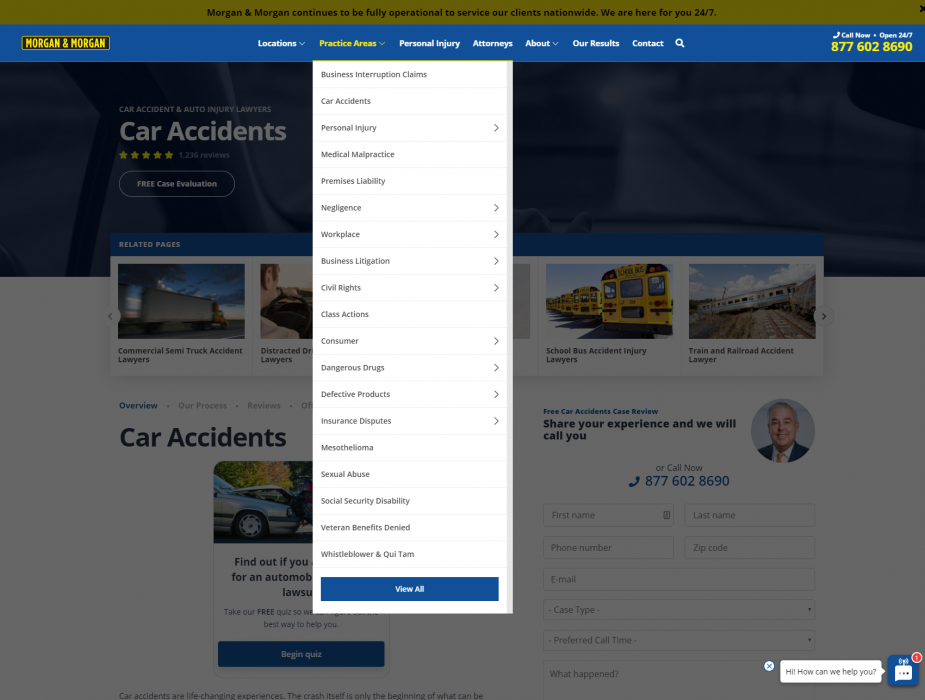 Morgan & Morgan continues to be fully operational to service our clients nationwide. We are here for you 24/7.
MORGAN & MORGAN
Locations
Practice Areas
Personal Injury
Attorneys
About
Our Results
Contact
Call Now • Open 24/7
877 602 8690
Business Interruption Claims
Car Accidents
Personal Injury
Medical Malpractice
Premises Liability
Negligence
Workplace
Business Litigation
Civil Rights
Class Actions
Consumer
Dangerous Drugs
Defective Products
Insurance Disputes
Mesothelioma
Sexual Abuse
Social Security Disability
Veteran Benefits Denied
Whistleblower & Qui Tam
View All
CAR ACCIDENT & AUTO INJURY LAWYERS
Car Accidents
1,236 reviews
FREE Case Evaluation
RELATED PAGES
Commercial Semi Truck Accident
Lawyers
Distracted
Lawyers
SCHOOL BUS
School Bus Accident Injury
Lawyers
Train and Railroad Accident
Lawyer
Overview • Our Process • Reviews •
Car Accidents
Find out if you
for an automob
lawsu
Take our FREE quiz so we
best way to help you.
Begin quiz
Car accidents are life-changing experiences. The crash itself is only the beginning of what can be
Free Car Accidents Case Review
Share your experience and we will
call you
or Call Now
877 602 8690
First name
Last name
Phone number
Zip code
E-mail
- Case Type -
- Preferred Call Time -
What happened?
Hi! How can we help you?
1